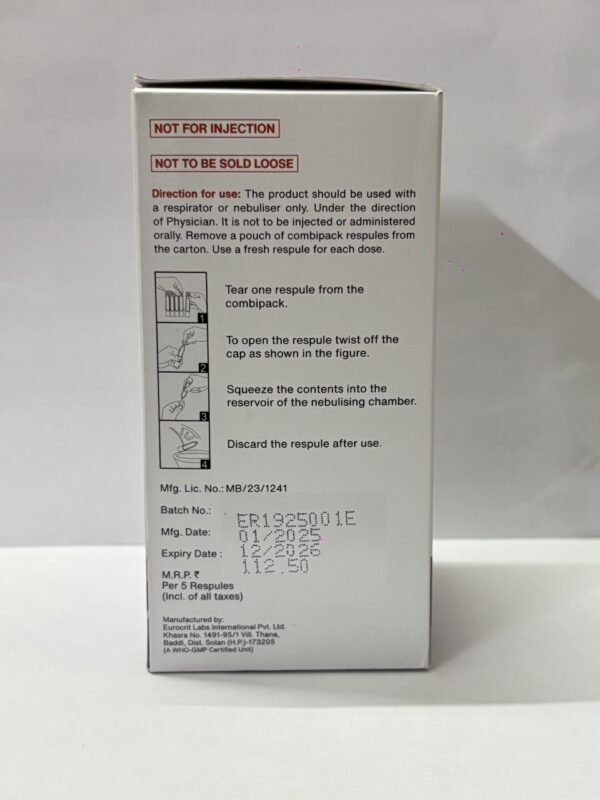 NOT FOR INJECTION
NOT TO BE SOLD LOOSE
Direction for use: The product should be used with
a respirator or nebuliser only. Under the direction
of Physician. It is not to be injected or administered
orally. Remove a pouch of combipack respules from
the carton. Use a fresh respule for each dose.
1
Tear one respule from the
combipack.
2
To open the respule twist off the
cap as shown in the figure.
3
Squeeze the contents into the
reservoir of the nebulising chamber.
4
Discard the respule after use.
Mfg. Lic. No.: MB/23/1241
Batch No.: ER1925001E
Mfg. Date: 01/2025
Expiry Date : 12/2026
M.R.P. ₹ 112.50
Per 5 Respules
(Incl. of all taxes)
Manufactured by:
Eurocrit Labs International Pvt. Ltd.
Khasra No. 1491-95/1 Vill. Thana,
Baddi, Dist. Solan (H.P.)-173205
(A WHO-GMP Certified Unit)